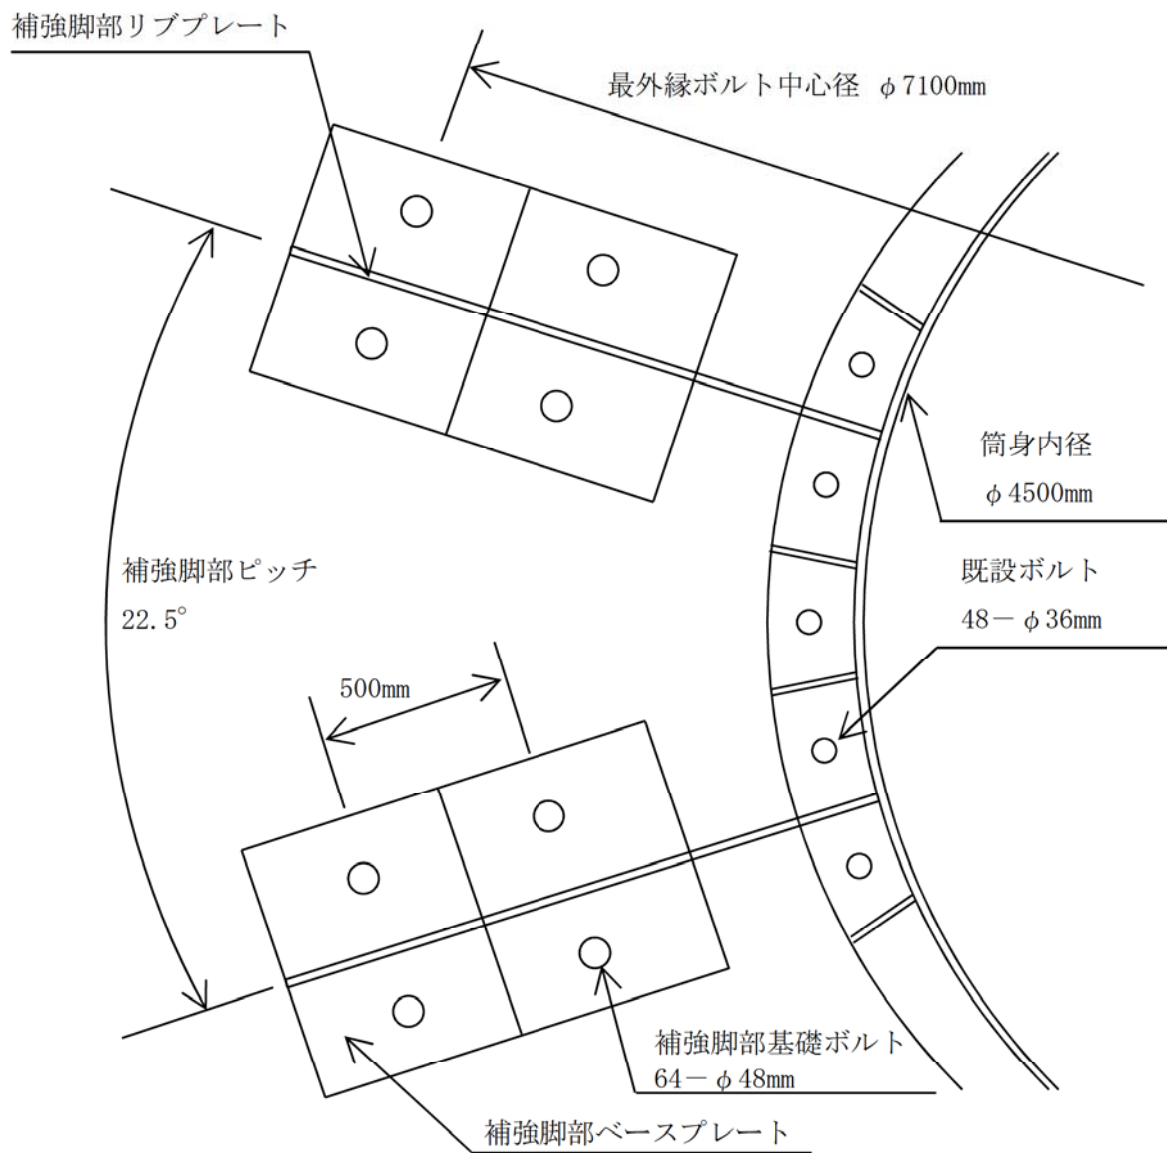 補強脚部リブプレート
最外縁ボルト中心径 φ7100mm
筒身内径
φ4500mm
補強脚部ピッチ
22.5°
既設ボルト
48－φ36mm
500mm
補強脚部基礎ボルト
64－φ48mm
補強脚部ベースプレート